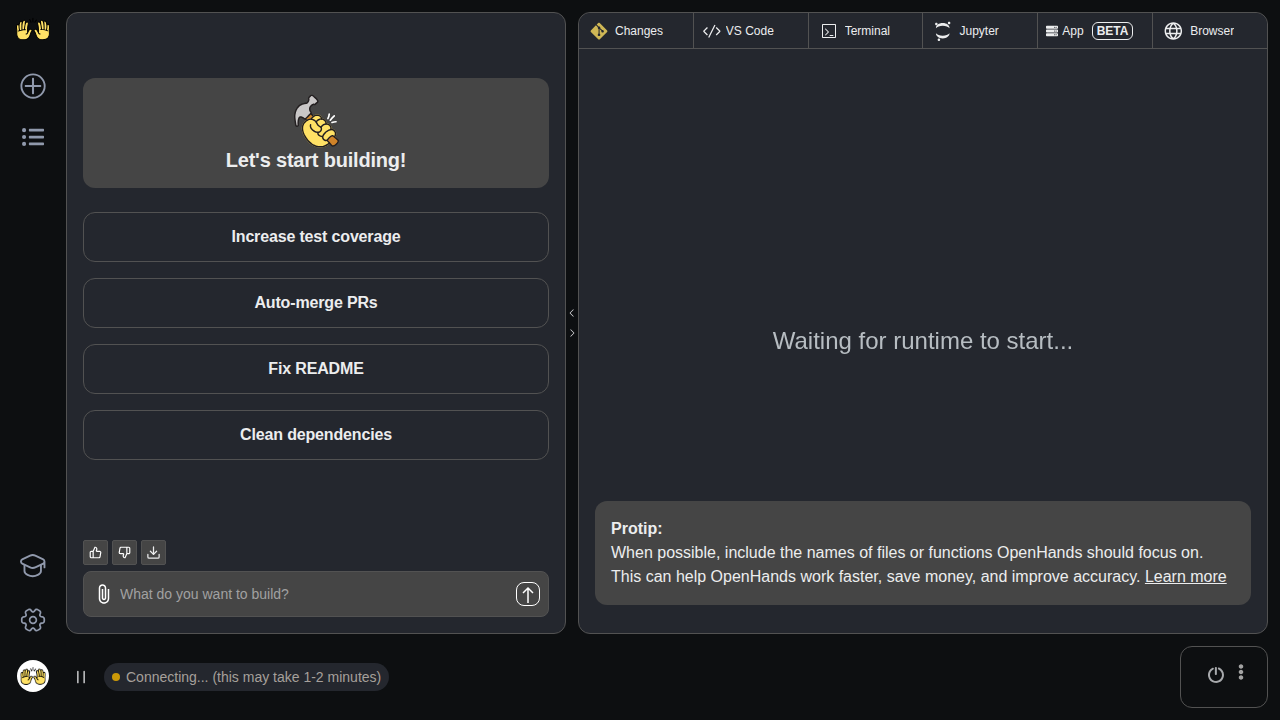 Changes
VS Code
Terminal
Jupyter
App BETA
Browser
Let's start building!
Increase test coverage
Auto-merge PRs
Fix README
Clean dependencies
What do you want to build?
Waiting for runtime to start...
Protip:
When possible, include the names of files or functions OpenHands should focus on.
This can help OpenHands work faster, save money, and improve accuracy. Learn more
Connecting... (this may take 1-2 minutes)